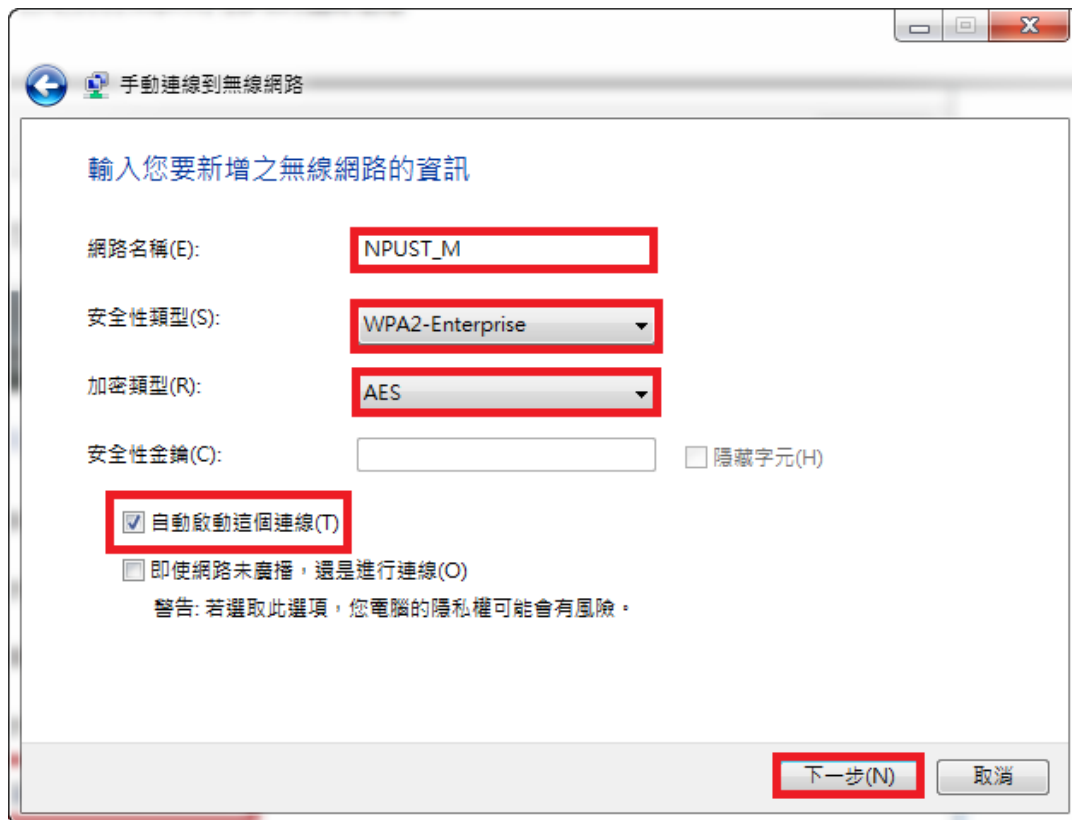 手動連線到無線網路
輸入您要新增之無線網路的資訊
網路名稱(E):
NPUST_M
安全性類型(S):
WPA2-Enterprise
加密類型(R):
AES
安全性金鑰(C):
隱藏字元(H)
自動啟動這個連線(T)
即使網路未廣播，還是進行連線(O)
警告: 若選取此選項，您電腦的隱私權可能會有風險。
下一步(N)
取消